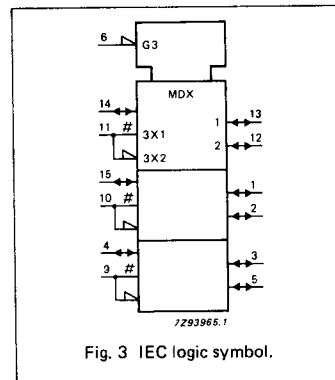 6 G3
MDX
14 1 13
11 # 3X1 2 12
3X2
15 1
10 # 2
4 3
9 # 5
7Z93965.1
Fig. 3 IEC logic symbol.